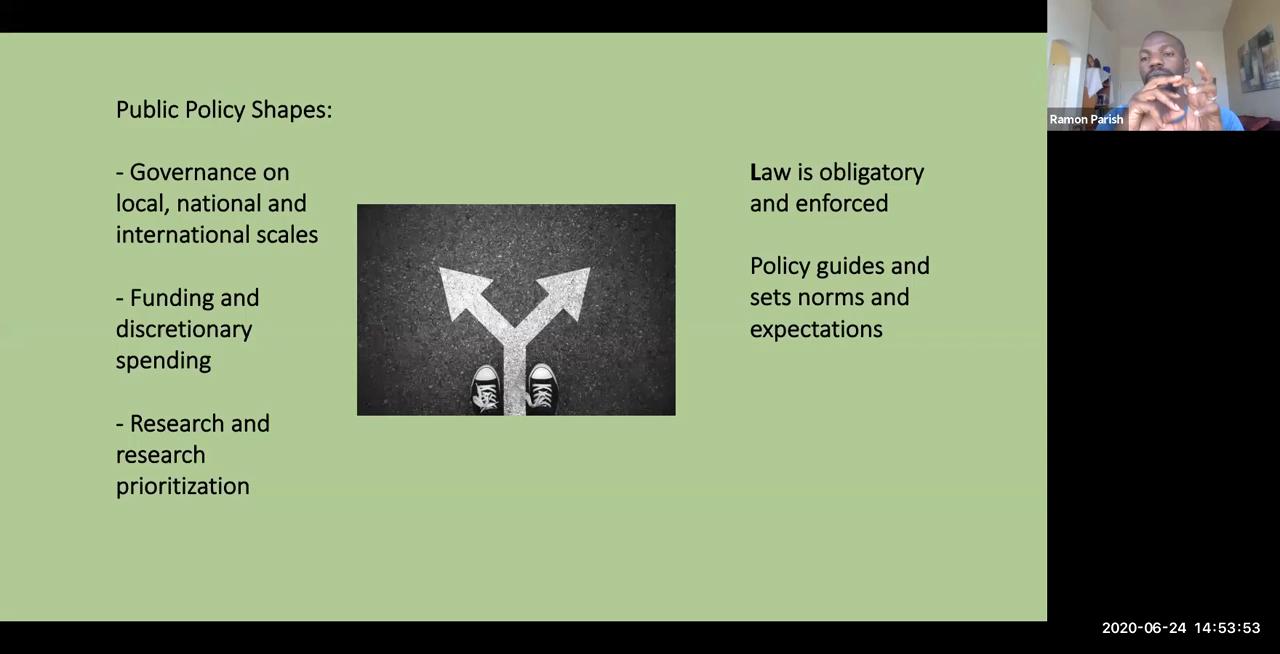 Public Policy Shapes:
- Governance on
local, national and
international scales
- Funding and
discretionary
spending
- Research and
research
prioritization
Law is obligatory
and enforced
Policy guides and
sets norms and
expectations
Ramon Parish
2020-06-24 14:53:53